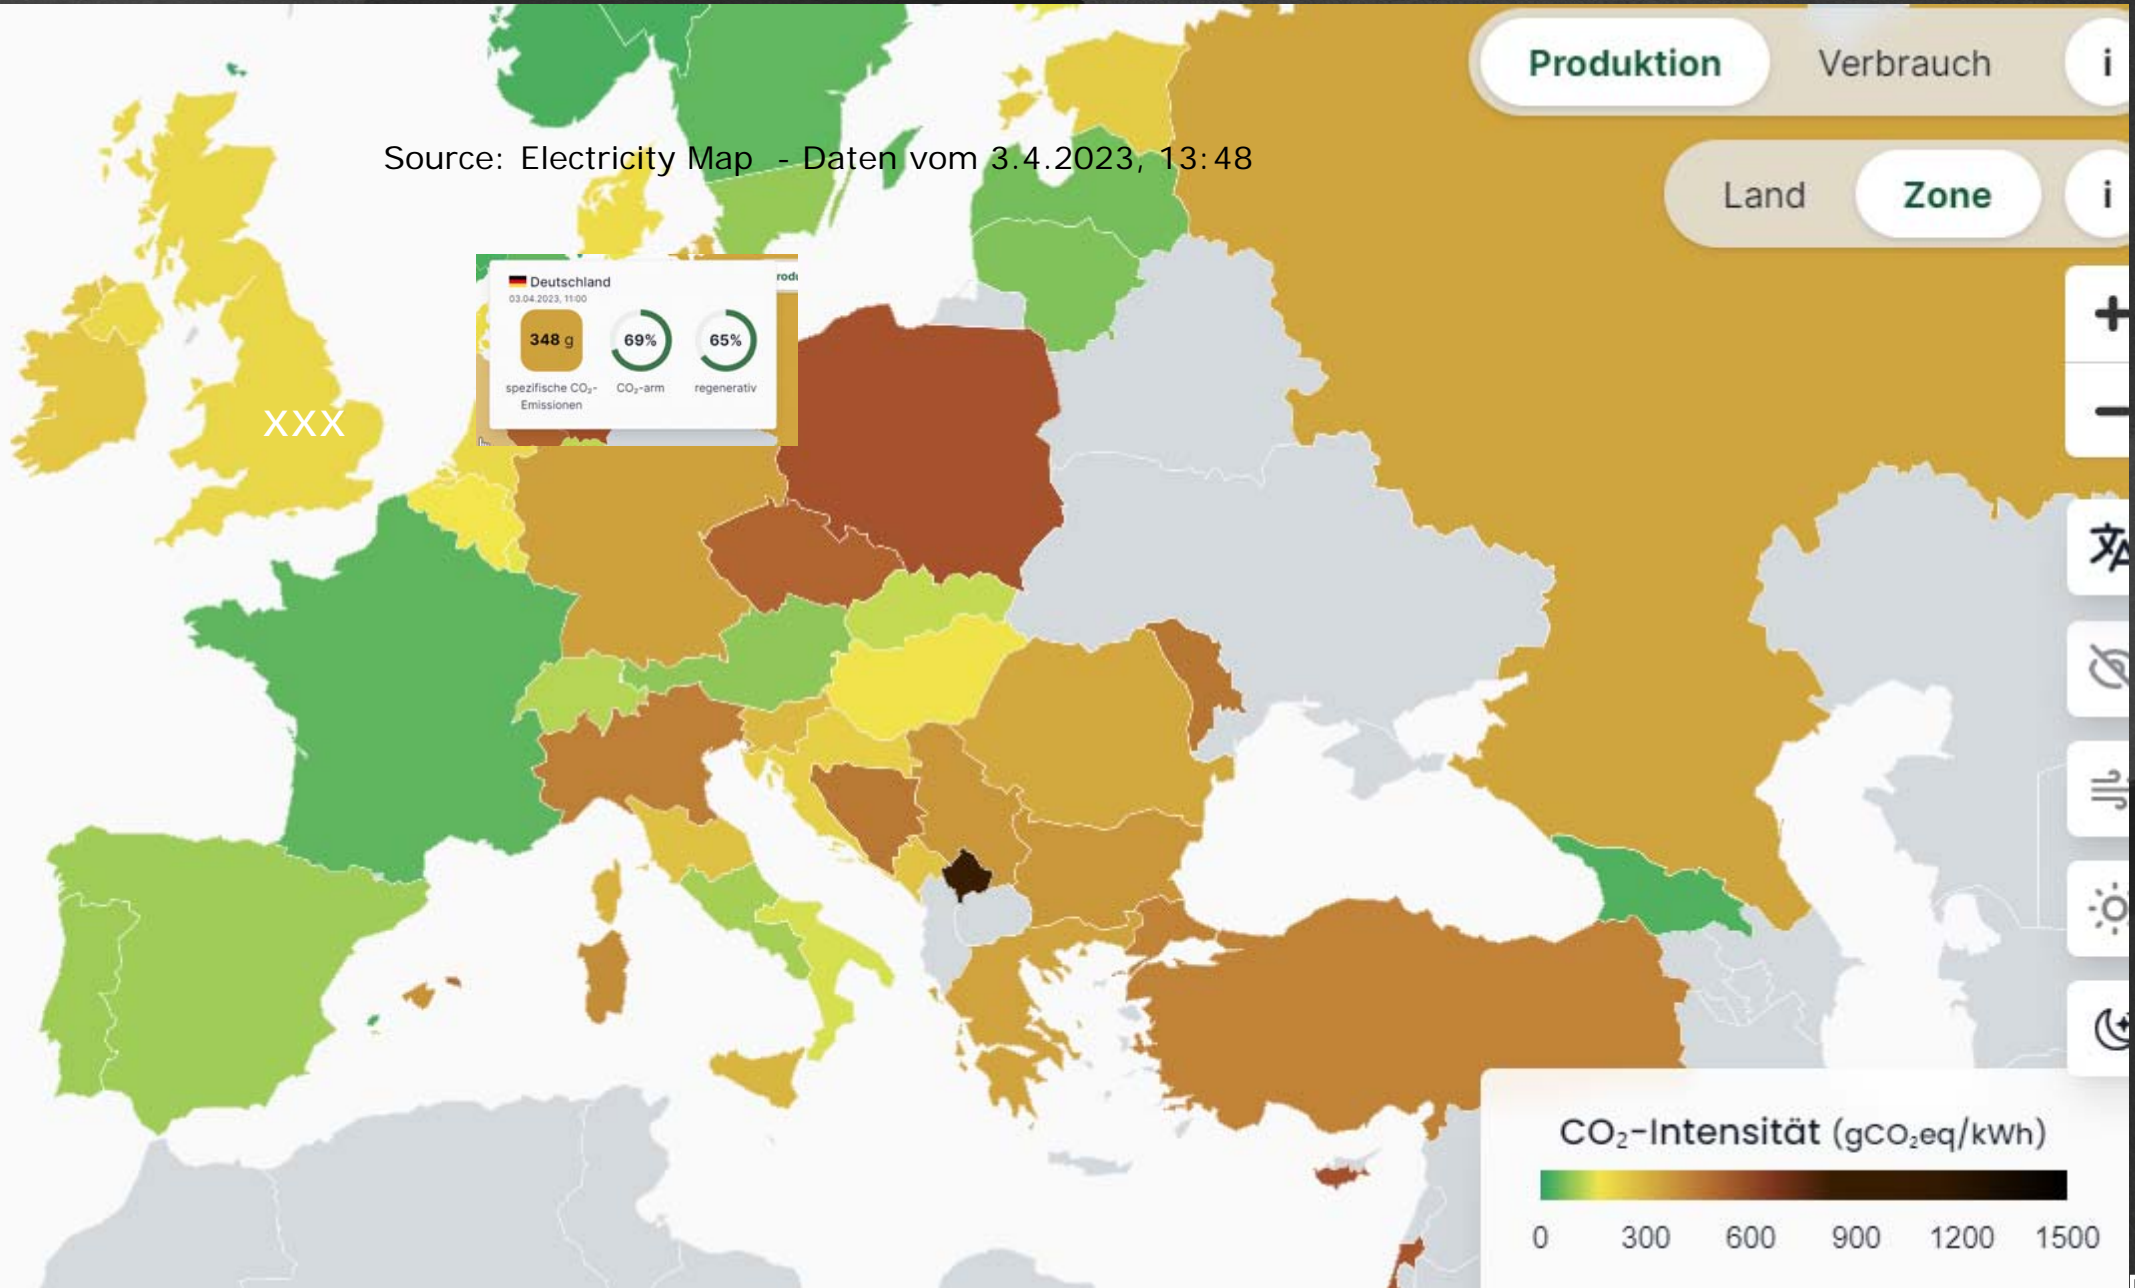 Produktion Verbrauch i
Source: Electricity Map - Daten vom 3.4.2023, 13:48
Land Zone i
Deutschland
03.04.2023, 11:00
348 g 69% 65%
spezifische CO₂-Emissionen CO₂-arm regenerativ
xxx
+
−
CO₂-Intensität (gCO₂eq/kWh)
0 300 600 900 1200 1500